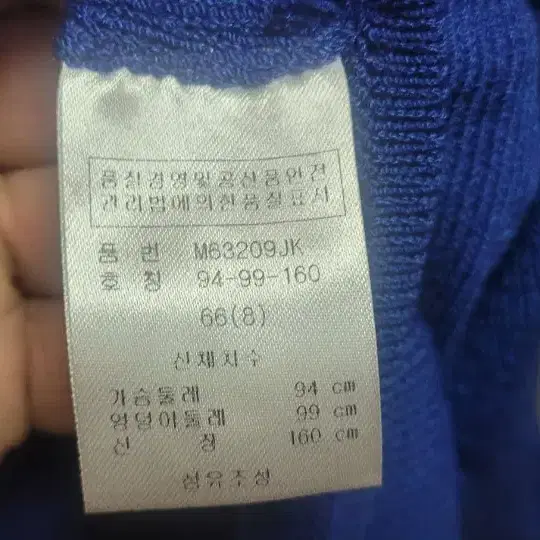 품질경영및공산품안전
관리법에의한품질표시
품 번 M63209JK
호 칭 94-99-160
66(8)
신체치수
가슴둘레 94 cm
엉덩이둘레 99 cm
신 장 160 cm
섬유조성